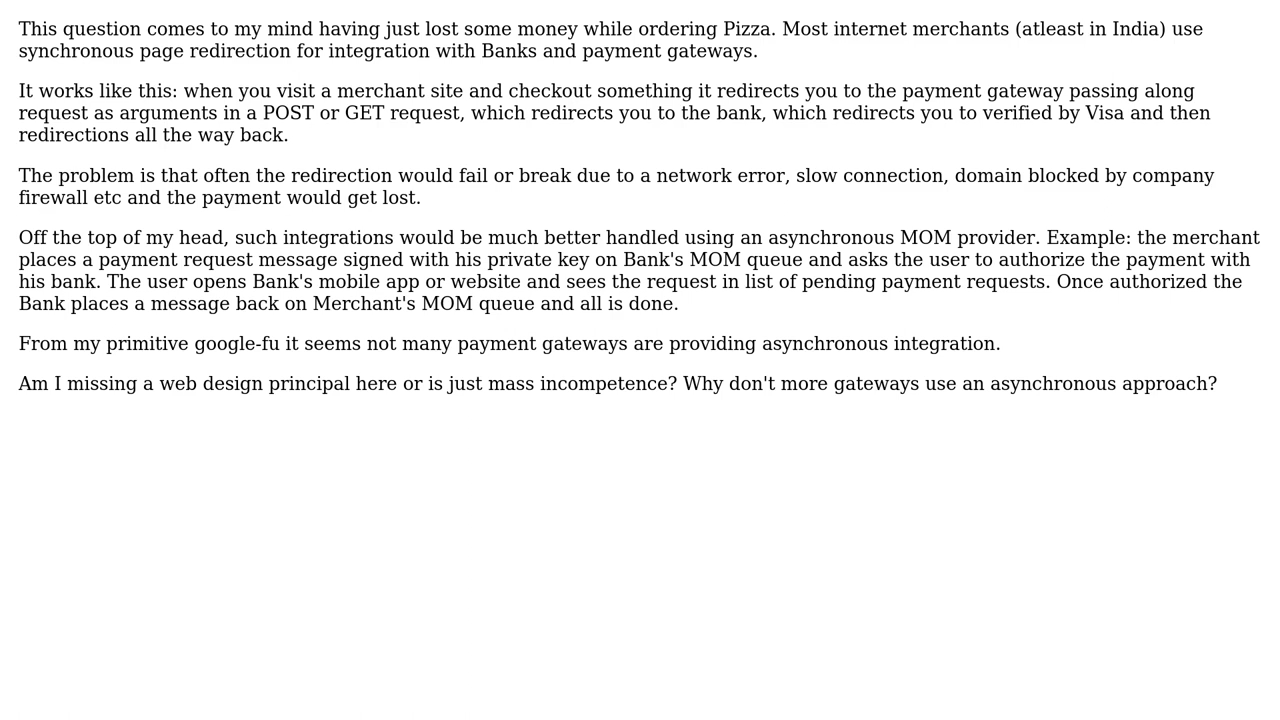 This question comes to my mind having just lost some money while ordering Pizza. Most internet merchants (atleast in India) use
synchronous page redirection for integration with Banks and payment gateways.
It works like this: when you visit a merchant site and checkout something it redirects you to the payment gateway passing along
request as arguments in a POST or GET request, which redirects you to the bank, which redirects you to verified by Visa and then
redirections all the way back.
The problem is that often the redirection would fail or break due to a network error, slow connection, domain blocked by company
firewall etc and the payment would get lost.
Off the top of my head, such integrations would be much better handled using an asynchronous MOM provider. Example: the merchant
places a payment request message signed with his private key on Bank's MOM queue and asks the user to authorize the payment with
his bank. The user opens Bank's mobile app or website and sees the request in list of pending payment requests. Once authorized the
Bank places a message back on Merchant's MOM queue and all is done.
From my primitive google-fu it seems not many payment gateways are providing asynchronous integration.
Am I missing a web design principal here or is just mass incompetence? Why don't more gateways use an asynchronous approach?